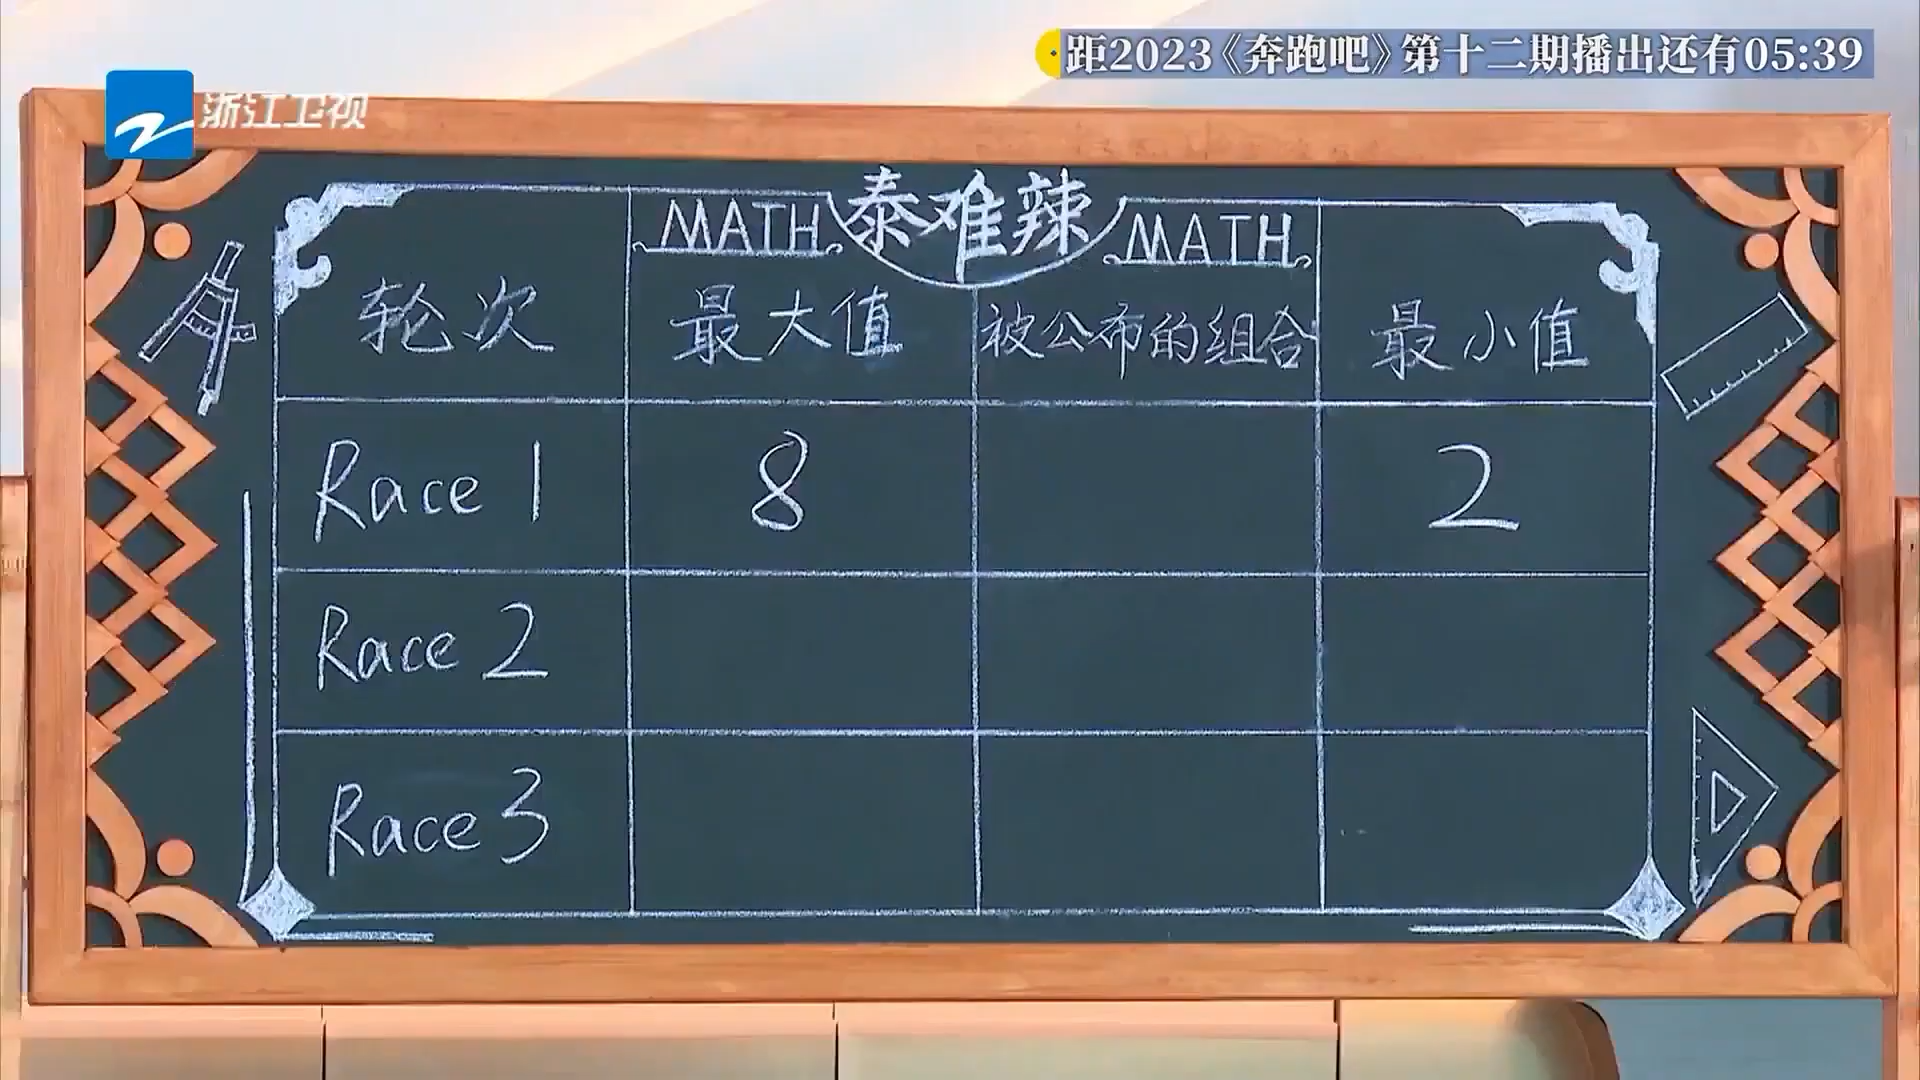 距2023《奔跑吧》第十二期播出还有05:39
浙江卫视
MATH 泰难辣 MATH
轮次 最大值 被公布的组合 最小值
Race 1 8 2
Race 2
Race 3